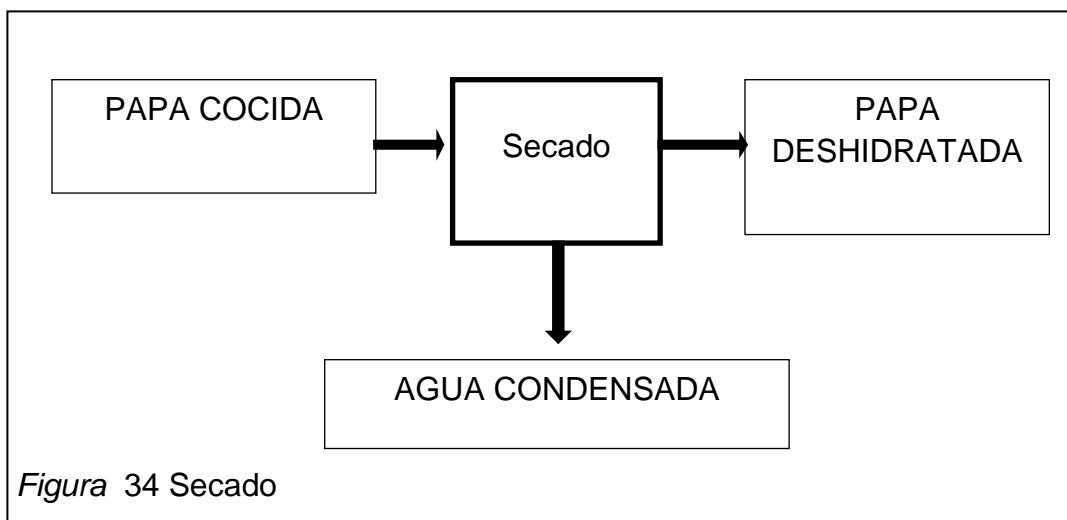 PAPA COCIDA
Secado
PAPA
DESHIDRATADA
AGUA CONDENSADA
Figura 34 Secado